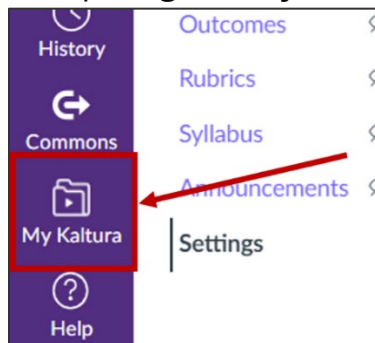 History
Commons
My Kaltura
Help
Outcomes
Rubrics
Syllabus
Announcements
Settings